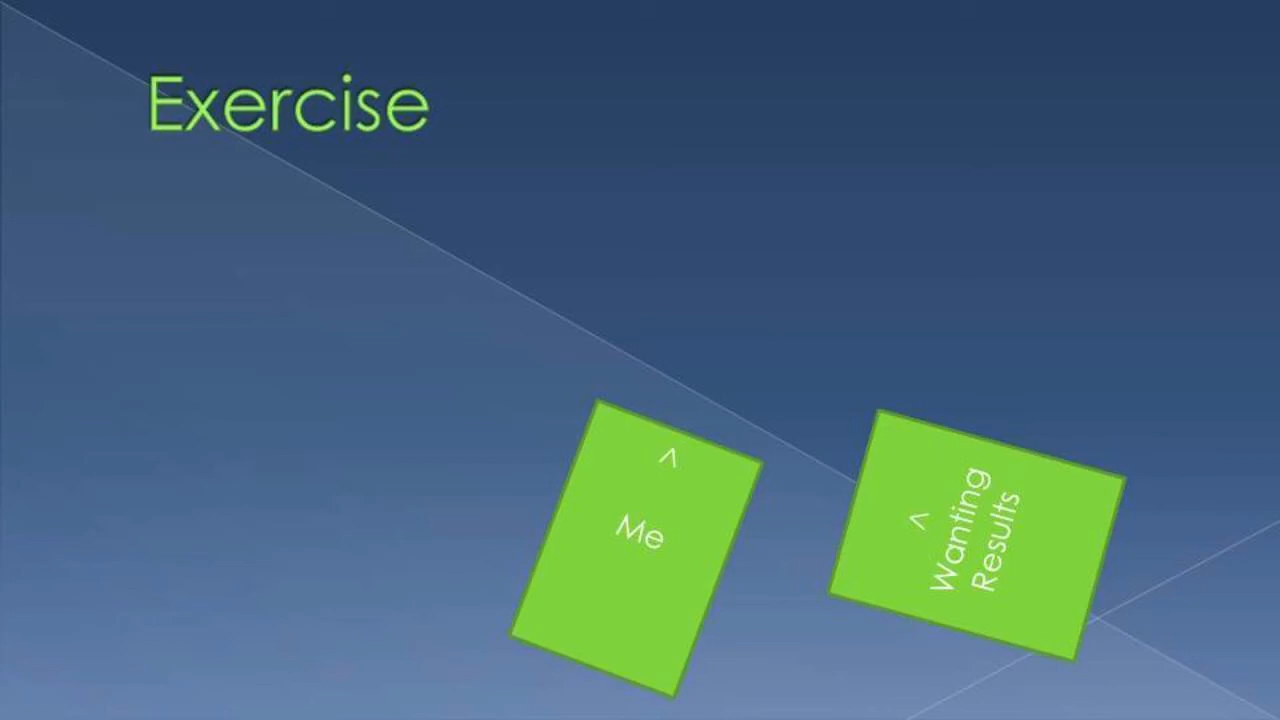 Exercise
^
Me
^
Wanting
Results